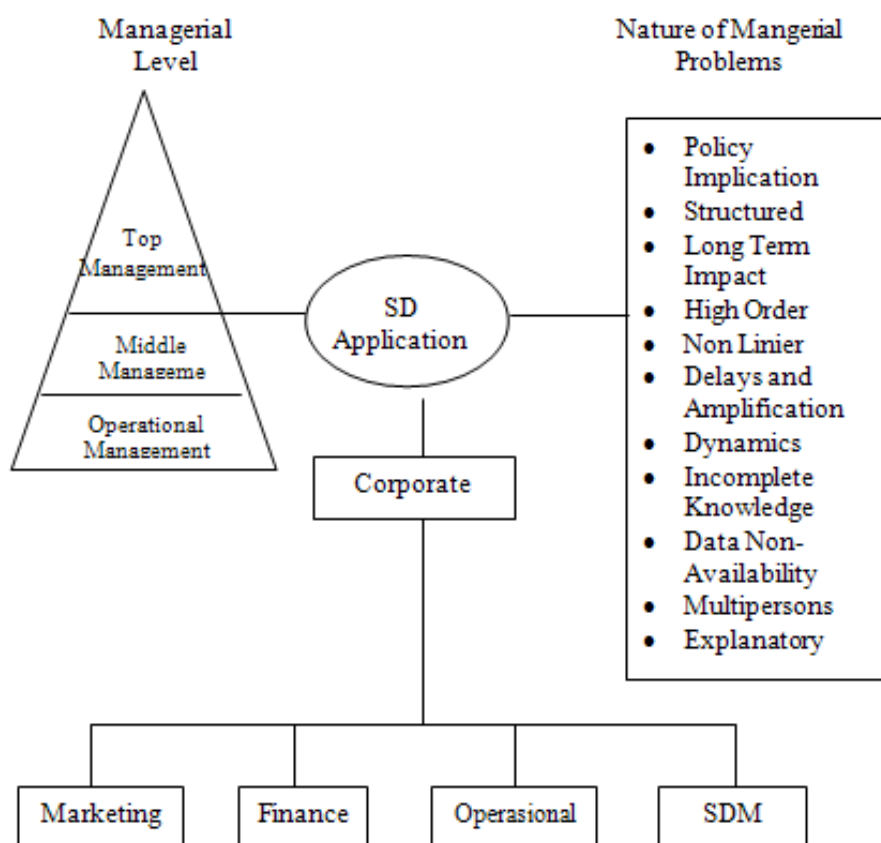 Managerial
Level
Nature of Mangerial
Problems
Top
Management
Middle
Manageme
Operational
Management
SD
Application
Corporate
• Policy
Implication
• Structured
• Long Term
Impact
• High Order
• Non Linier
• Delays and
Amplification
• Dynamics
• Incomplete
Knowledge
• Data Non-
Availability
• Multipersons
• Explanatory
Marketing
Finance
Operasional
SDM